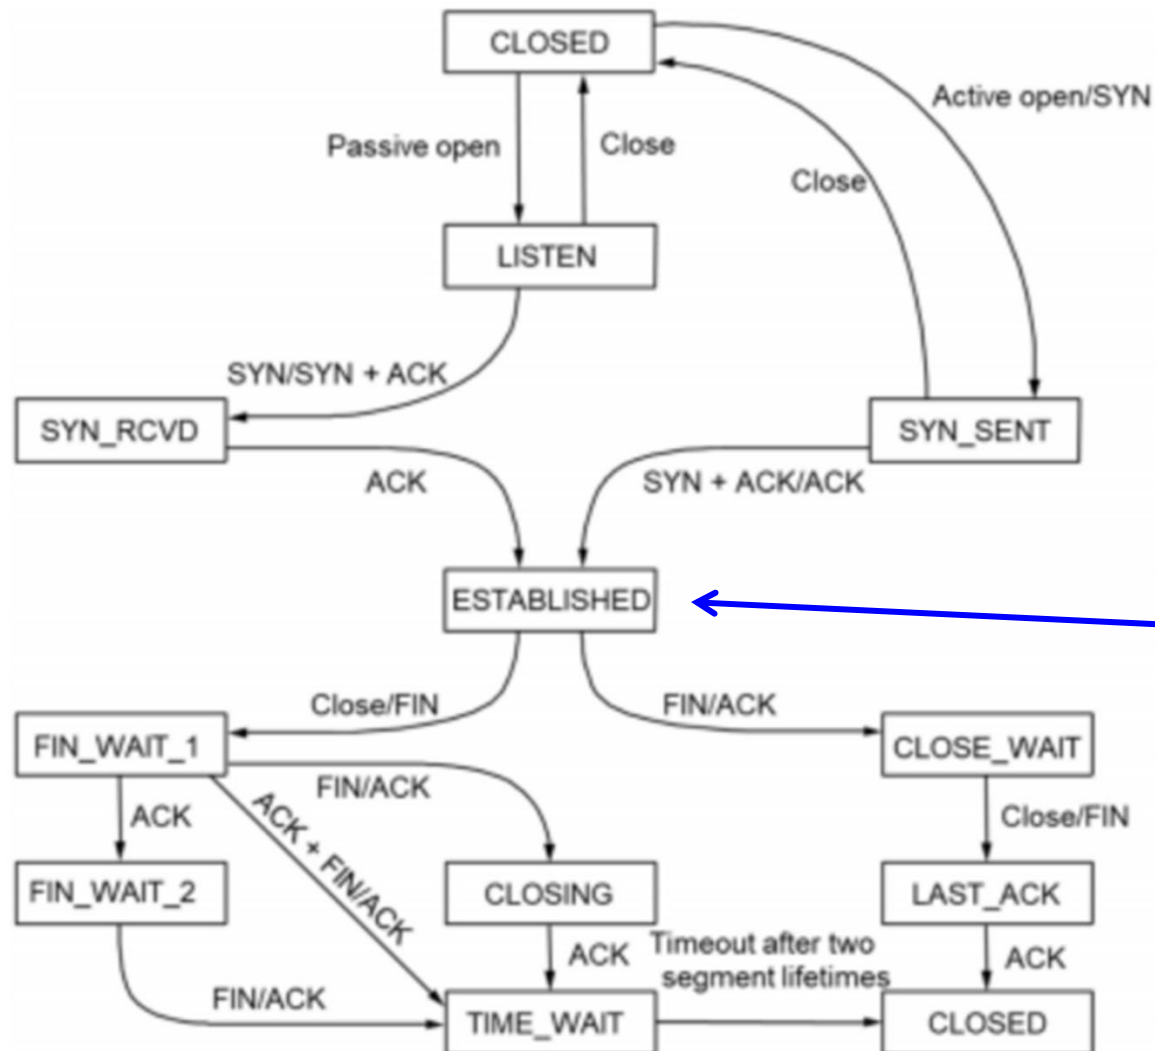 CLOSED
Active open/SYN
Passive open
Close
Close
LISTEN
SYN/SYN + ACK
SYN_RCVD
SYN_SENT
ACK
SYN + ACK/ACK
ESTABLISHED
Close/FIN
FIN/ACK
FIN_WAIT_1
CLOSE_WAIT
FIN/ACK
ACK
ACK + FIN/ACK
Close/FIN
FIN_WAIT_2
CLOSING
LAST_ACK
ACK
Timeout after two
segment lifetimes
ACK
FIN/ACK
TIME_WAIT
CLOSED